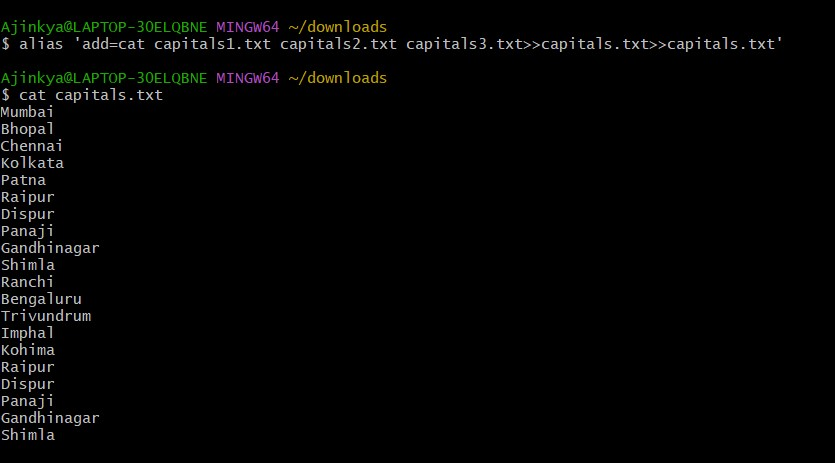 Ajinkya@LAPTOP-3OELQBNE MINGW64 ~/downloads
$ alias 'add=cat capitals1.txt capitals2.txt capitals3.txt>>capitals.txt>>capitals.txt'
Ajinkya@LAPTOP-3OELQBNE MINGW64 ~/downloads
$ cat capitals.txt
Mumbai
Bhopal
Chennai
Kolkata
Patna
Raipur
Dispur
Panaji
Gandhinagar
Shimla
Ranchi
Bengaluru
Trivundrum
Imphal
Kohima
Raipur
Dispur
Panaji
Gandhinagar
Shimla